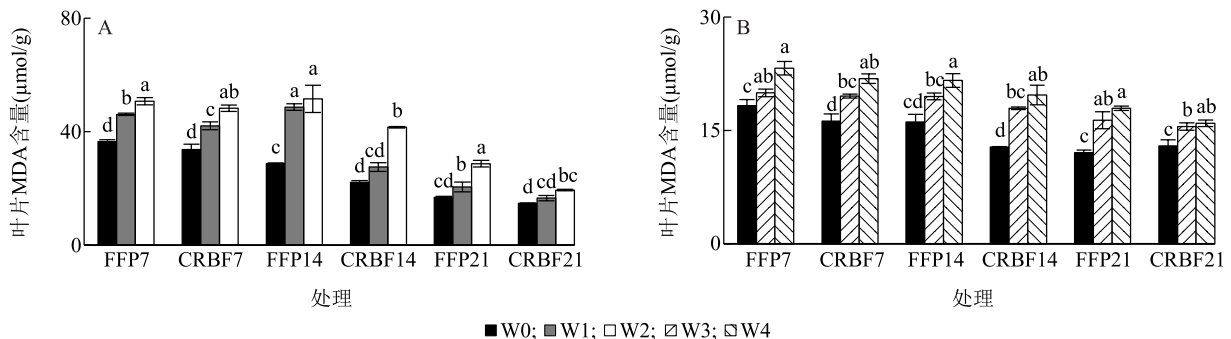 A
叶片MDA含量(μmol/g)
80
40
0
d b a
d c ab
c a a
d cd b
cd cd a
d cd bc
FFP7 CRBF7 FFP14 CRBF14 FFP21 CRBF21
处理
B
叶片MDA含量(μmol/g)
30
15
0
c ab a
d bc ab
cd bc ab
d bc ab
c ab a
c b ab
FFP7 CRBF7 FFP14 CRBF14 FFP21 CRBF21
处理
W0; W1; W2; W3; W4